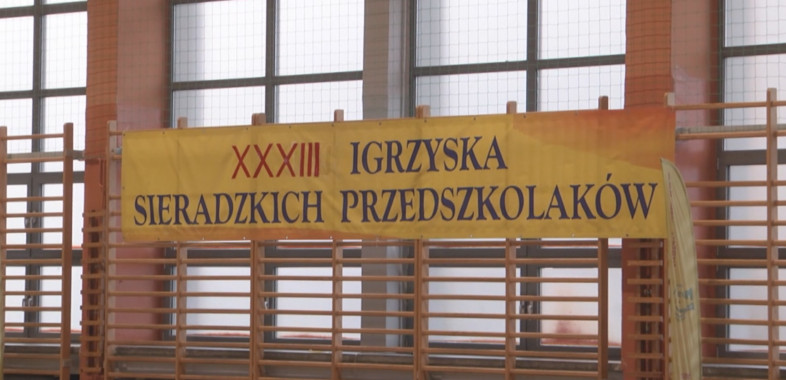 XXXIII IGRZYSKA
SIERADZKICH PRZEDSZKOLAKÓW